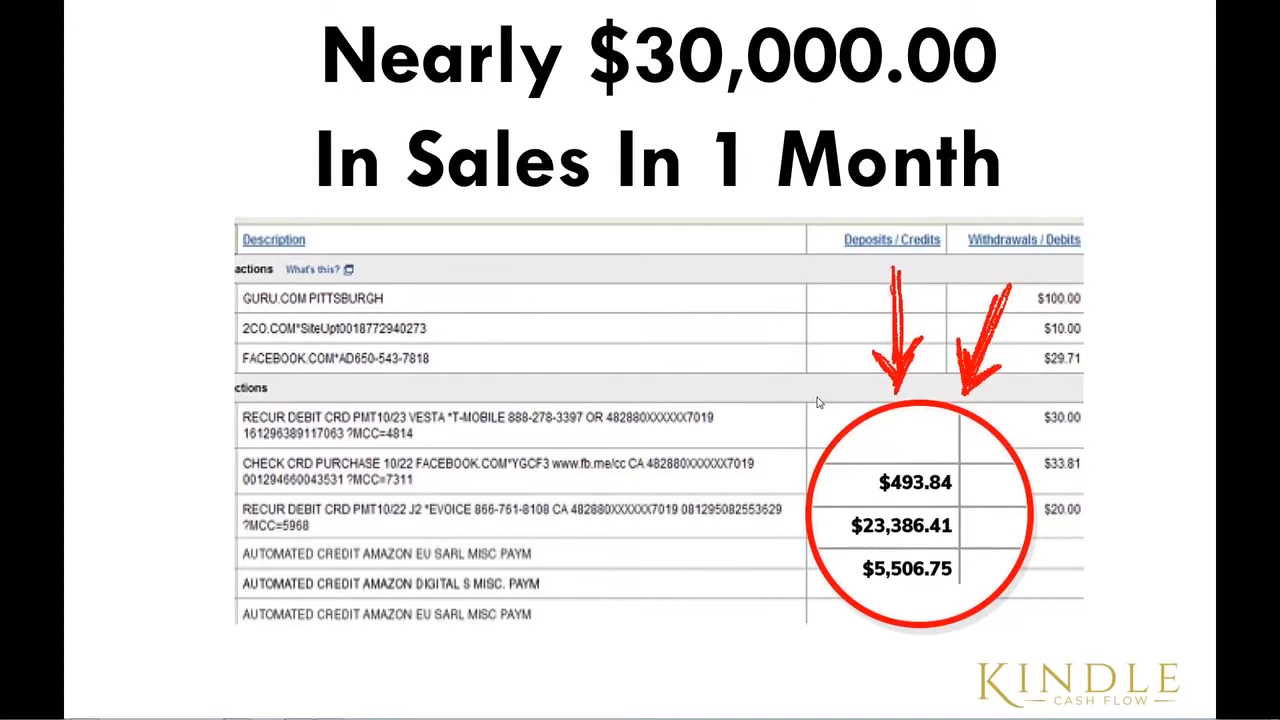 Nearly $30,000.00
In Sales In 1 Month
Description Deposits / Credits Withdrawals / Debits
actions What's this?
GURU.COM PITTSBURGH $100.00
2CO.COM*SiteUpt0018772940273 $10.00
FACEBOOK.COM*AD650-543-7818 $29.71
ctions
RECUR DEBIT CRD PMT10/23 VESTA *T-MOBILE 888-278-3397 OR 482880XXXXXX7019 $30.00
161296389117063 ?MCC=4814
CHECK CRD PURCHASE 10/22 FACEBOOK.COM*YGCF3 www.fb.me/cc CA 482880XXXXXX7019 $33.81
001294660043531 ?MCC=7311
$493.84
RECUR DEBIT CRD PMT10/22 J2 *EVOICE 866-761-8108 CA 482880XXXXXX7019 081295082553629 $20.00
?MCC=5968
$23,386.41
AUTOMATED CREDIT AMAZON EU SARL MISC PAYM
$5,506.75
AUTOMATED CREDIT AMAZON DIGITAL S MISC. PAYM
AUTOMATED CREDIT AMAZON EU SARL MISC PAYM
KINDLE
CASH FLOW